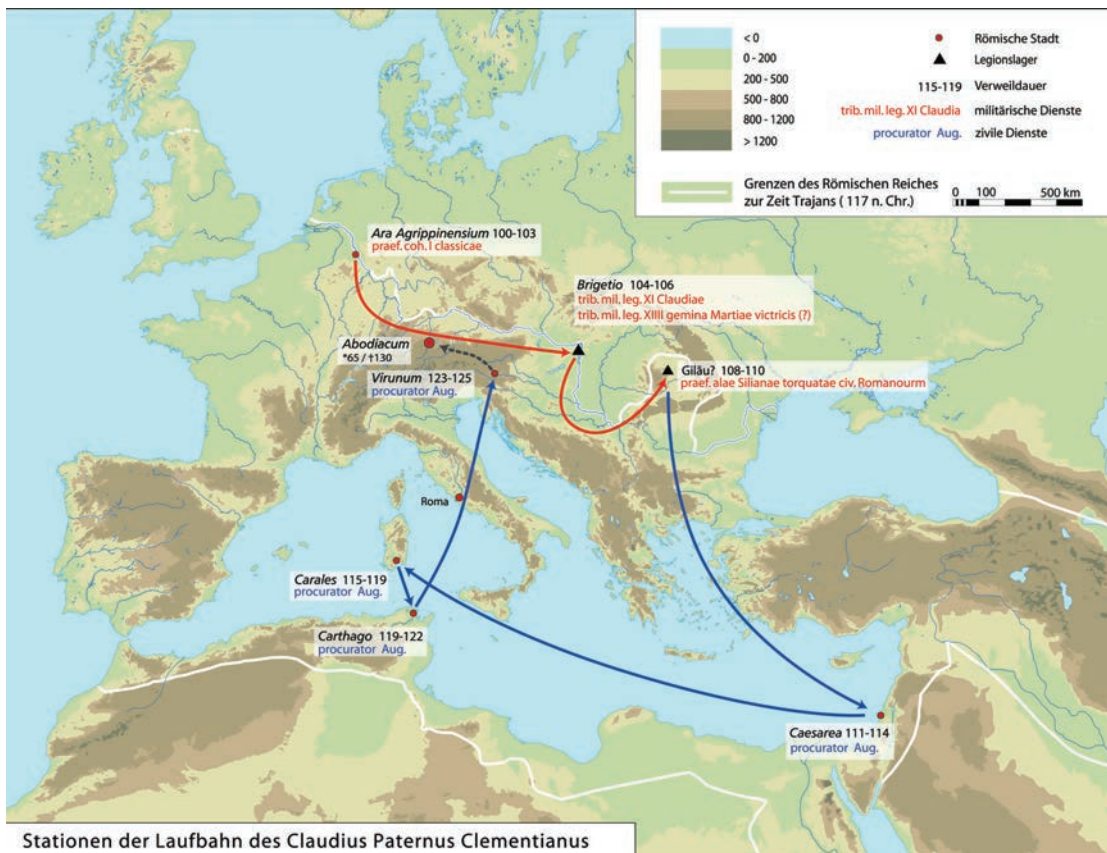 < 0
0 - 200
200 - 500
500 - 800
800 - 1200
> 1200
Römische Stadt
Legionslager
115-119 Verweildauer
trib. mil. leg. XI Claudia militärische Dienste
procurator Aug. zivile Dienste
Grenzen des Römischen Reiches
zur Zeit Trajans ( 117 n. Chr.)
0 100 500 km
Ara Agrippinensium 100-103
praef. coh. I classicae
Brigetio 104-106
trib. mil. leg. XI Claudiae
trib. mil. leg. XIIII gemina Martiae victricis (?)
Abodiacum
*65 / †130
Virunum 123-125
procurator Aug.
Gilău? 108-110
praef. alae Silianae torquatae civ. Romanourm
Roma
Carales 115-119
procurator Aug.
Carthago 119-122
procurator Aug.
Caesarea 111-114
procurator Aug.
Stationen der Laufbahn des Claudius Paternus Clementianus